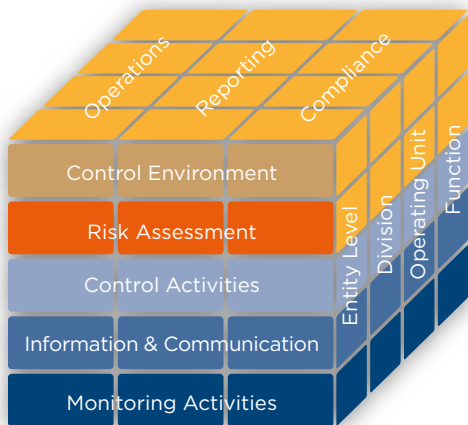 Operations
Reporting
Compliance
Control Environment
Risk Assessment
Control Activities
Information & Communication
Monitoring Activities
Entity Level
Division
Operating Unit
Function